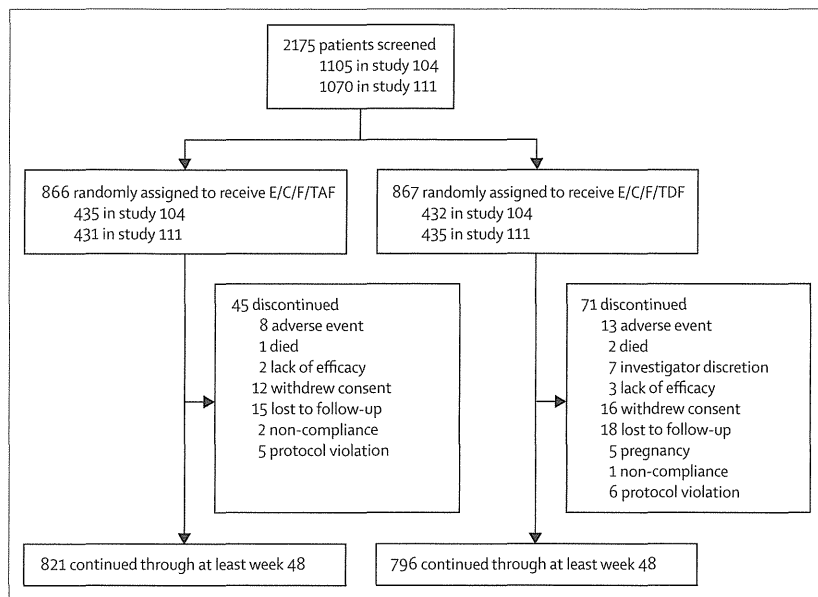 2175 patients screened
1105 in study 104
1070 in study 111
866 randomly assigned to receive E/C/F/TAF
435 in study 104
431 in study 111
867 randomly assigned to receive E/C/F/TDF
432 in study 104
435 in study 111
45 discontinued
8 adverse event
1 died
2 lack of efficacy
12 withdrew consent
15 lost to follow-up
2 non-compliance
5 protocol violation
71 discontinued
13 adverse event
2 died
7 investigator discretion
3 lack of efficacy
16 withdrew consent
18 lost to follow-up
5 pregnancy
1 non-compliance
6 protocol violation
821 continued through at least week 48
796 continued through at least week 48